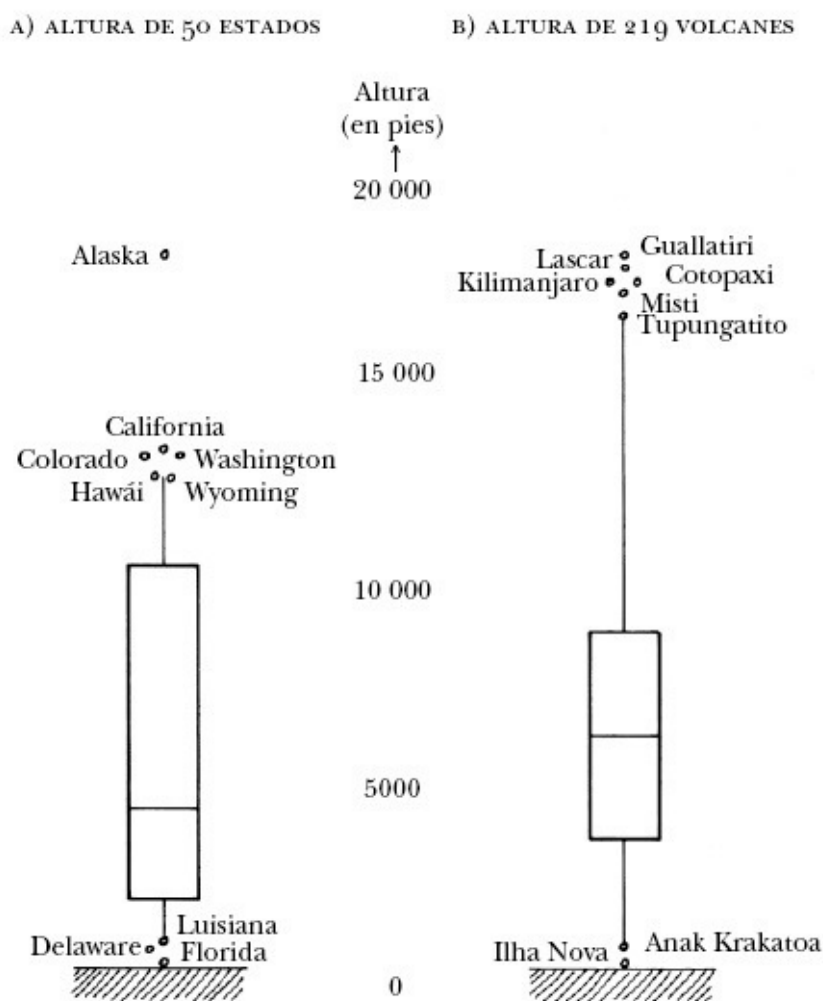 A) ALTURA DE 50 ESTADOS
B) ALTURA DE 219 VOLCANES
Altura
(en pies)
20 000
15 000
10 000
5000
0
Alaska
California
Colorado
Washington
Hawái
Wyoming
Luisiana
Delaware
Florida
Guallatiri
Lascar
Kilimanjaro
Cotopaxi
Misti
Tupungatito
Ilha Nova
Anak Krakatoa